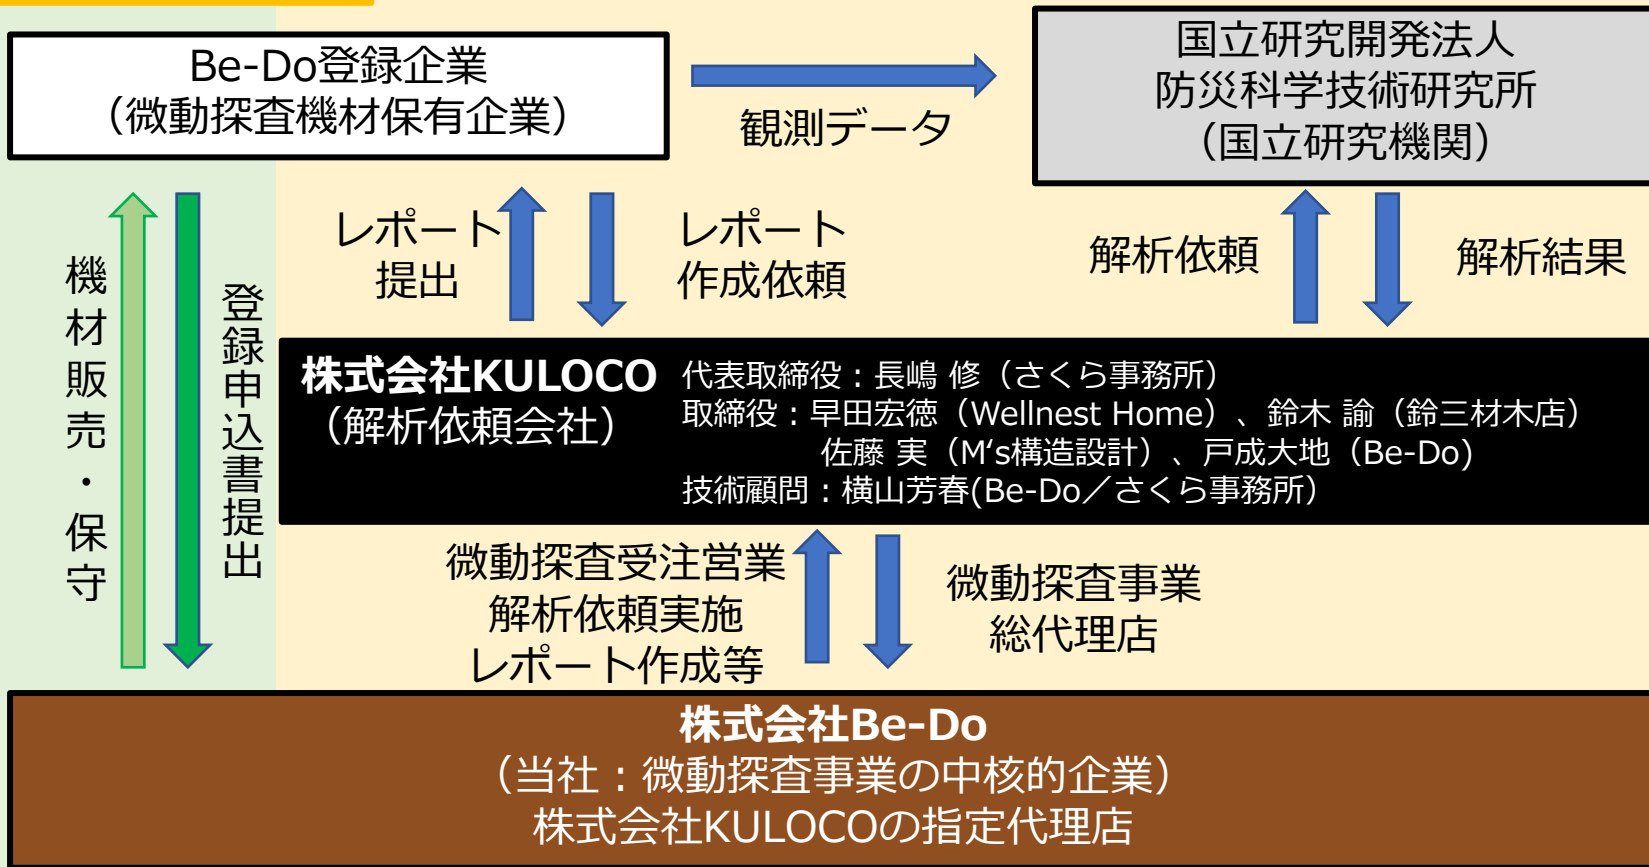 Be-Do登録企業
（微動探査機材保有企業）
観測データ
国立研究開発法人
防災科学技術研究所
（国立研究機関）
機材販売・保守
登録申込書提出
レポート
提出
レポート
作成依頼
解析依頼
解析結果
株式会社KULOCO
（解析依頼会社）
代表取締役：長嶋 修（さくら事務所）
取締役：早田宏徳（Wellnest Home）、鈴木 諭（鈴三材木店）
佐藤 実（M‘s構造設計）、戸成大地（Be-Do)
技術顧問：横山芳春(Be-Do／さくら事務所）
微動探査受注営業
解析依頼実施
レポート作成等
微動探査事業
総代理店
株式会社Be-Do
（当社：微動探査事業の中核的企業）
株式会社KULOCOの指定代理店